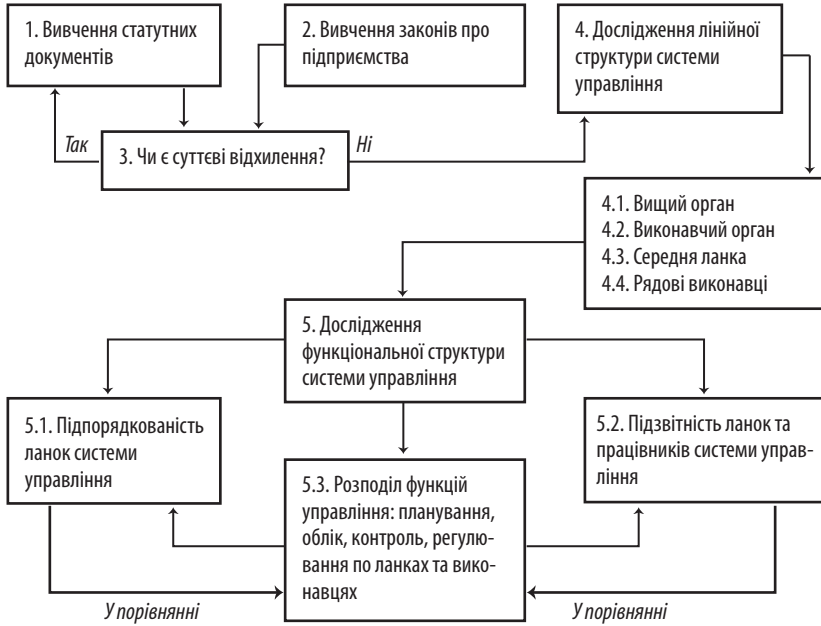 1. Вивчення статутних
документів
2. Вивчення законів про
підприємства
4. Дослідження лінійної
структури системи
управління
Так
3. Чи є суттєві відхилення?
Ні
4.1. Вищий орган
4.2. Виконавчий орган
4.3. Середня ланка
4.4. Рядові виконавці
5. Дослідження
функціональної структури
системи управління
5.1. Підпорядкованість
ланок системи
управління
5.2. Підзвітність ланок та
працівників системи управ-
ління
5.3. Розподіл функцій
управління: планування,
облік, контроль, регулю-
вання по ланках та вико-
навцях
У порівнянні
У порівнянні